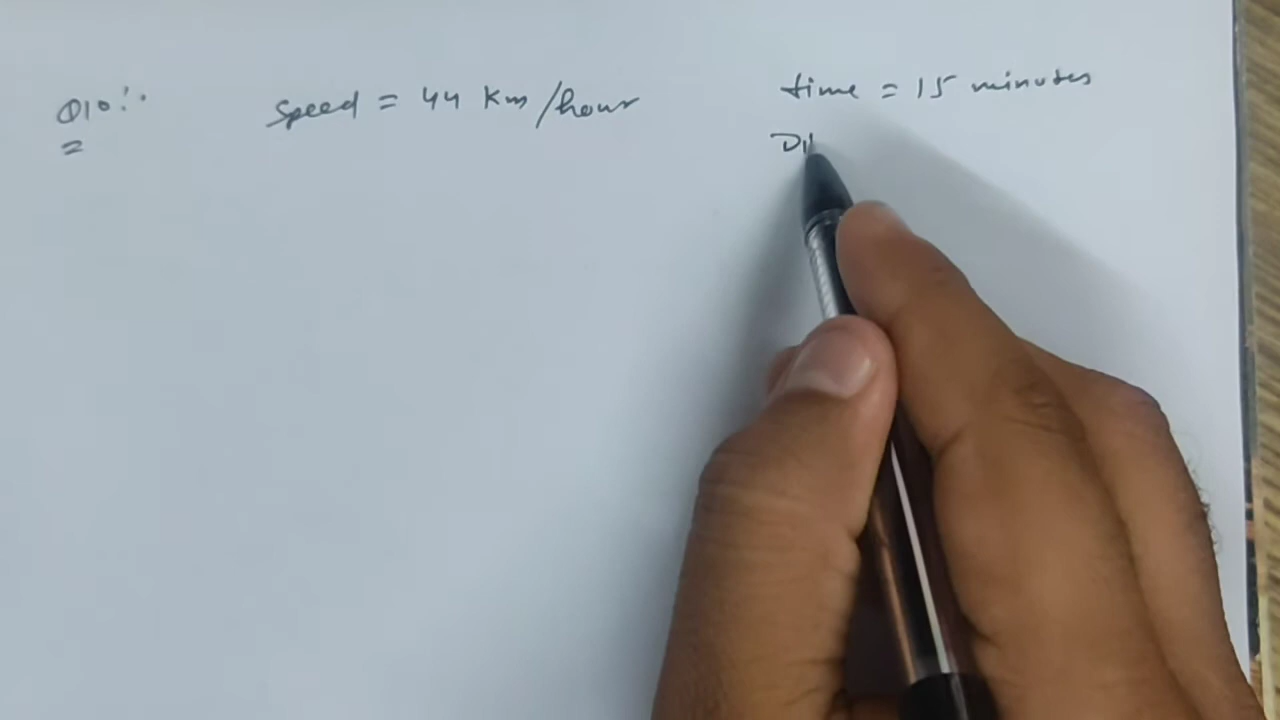 Q10:. Speed = 44 Km/hour time = 15 minutes
= Di